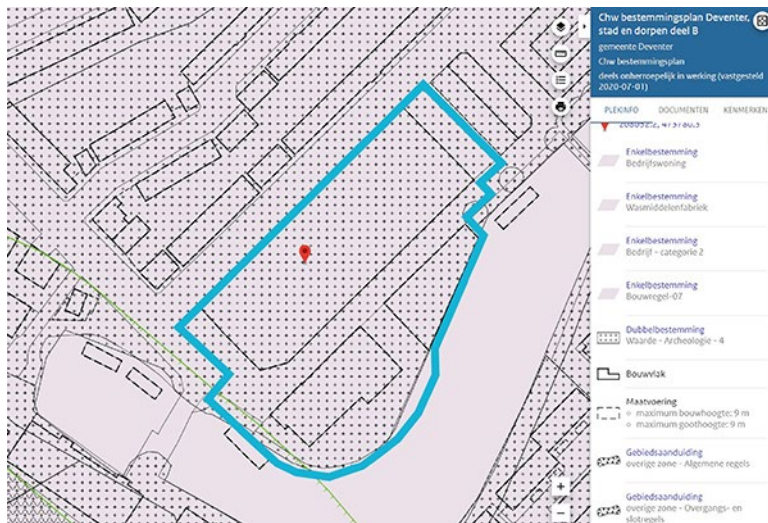 Chw bestemmingsplan Deventer,
stad en dorpen deel B
gemeente Deventer
Chw bestemmingsplan
deels onherroepelijk in werking (vastgesteld
2020-07-01)
PLEKINFO DOCUMENTEN KENMERKEN
Enkelbestemming
Bedrijfswoning
Enkelbestemming
Wasmiddelenfabriek
Enkelbestemming
Bedrijf - categorie 2
Enkelbestemming
Bouwregel-07
Dubbelbestemming
Waarde - Archeologie - 4
Bouwvlak
Maatvoering
maximum bouwhoogte: 9 m
maximum goothoogte: 9 m
Gebiedsaanduiding
overige zone - Algemene regels
Gebiedsaanduiding
overige zone - Overgangs- en
slotregels